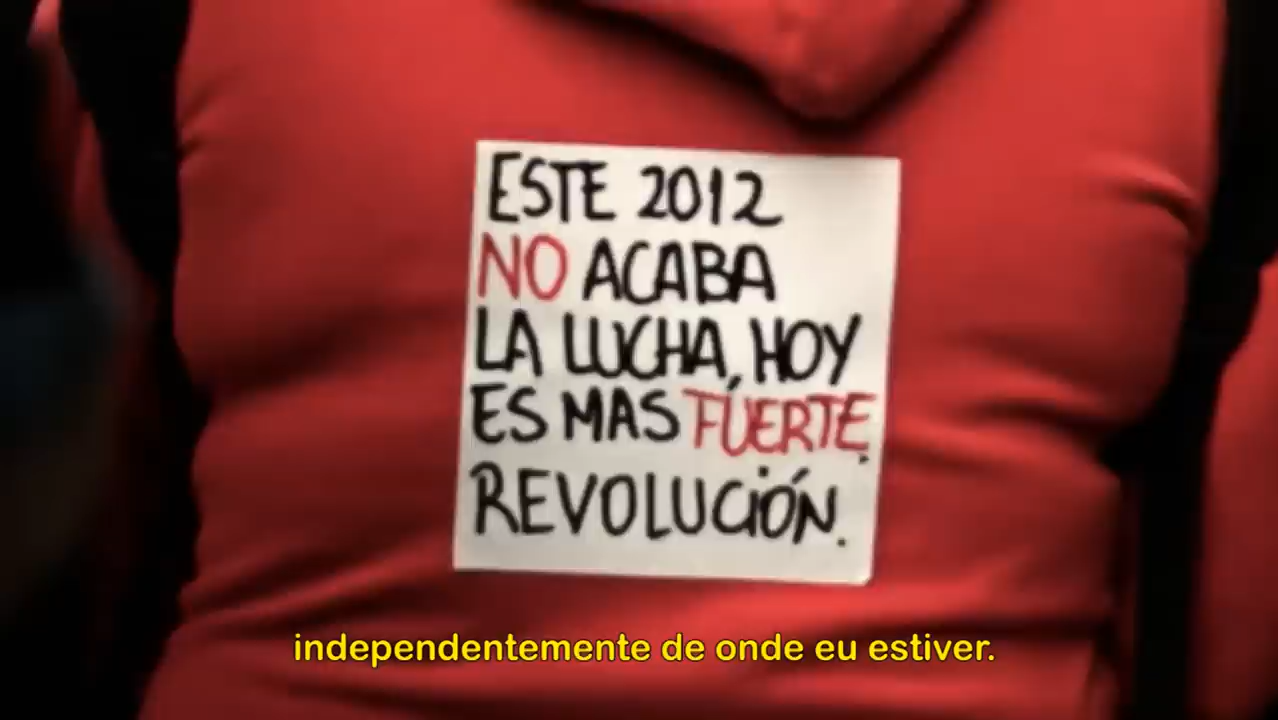 ESTE 2012
NO ACABA
LA LUCHA, HOY
ES MAS FUERTE.
REVOLUCIÓN.
independentemente de onde eu estiver.